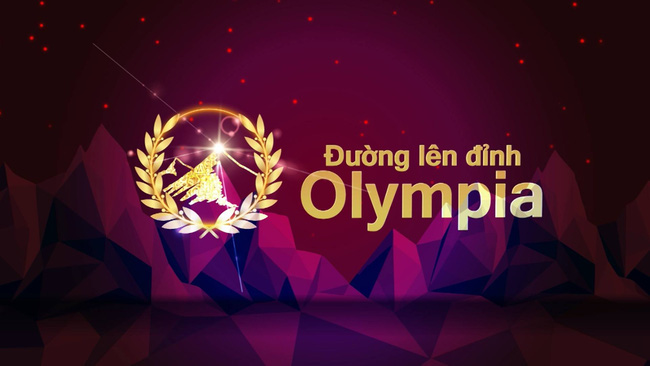 Đường lên đỉnh
Olympia